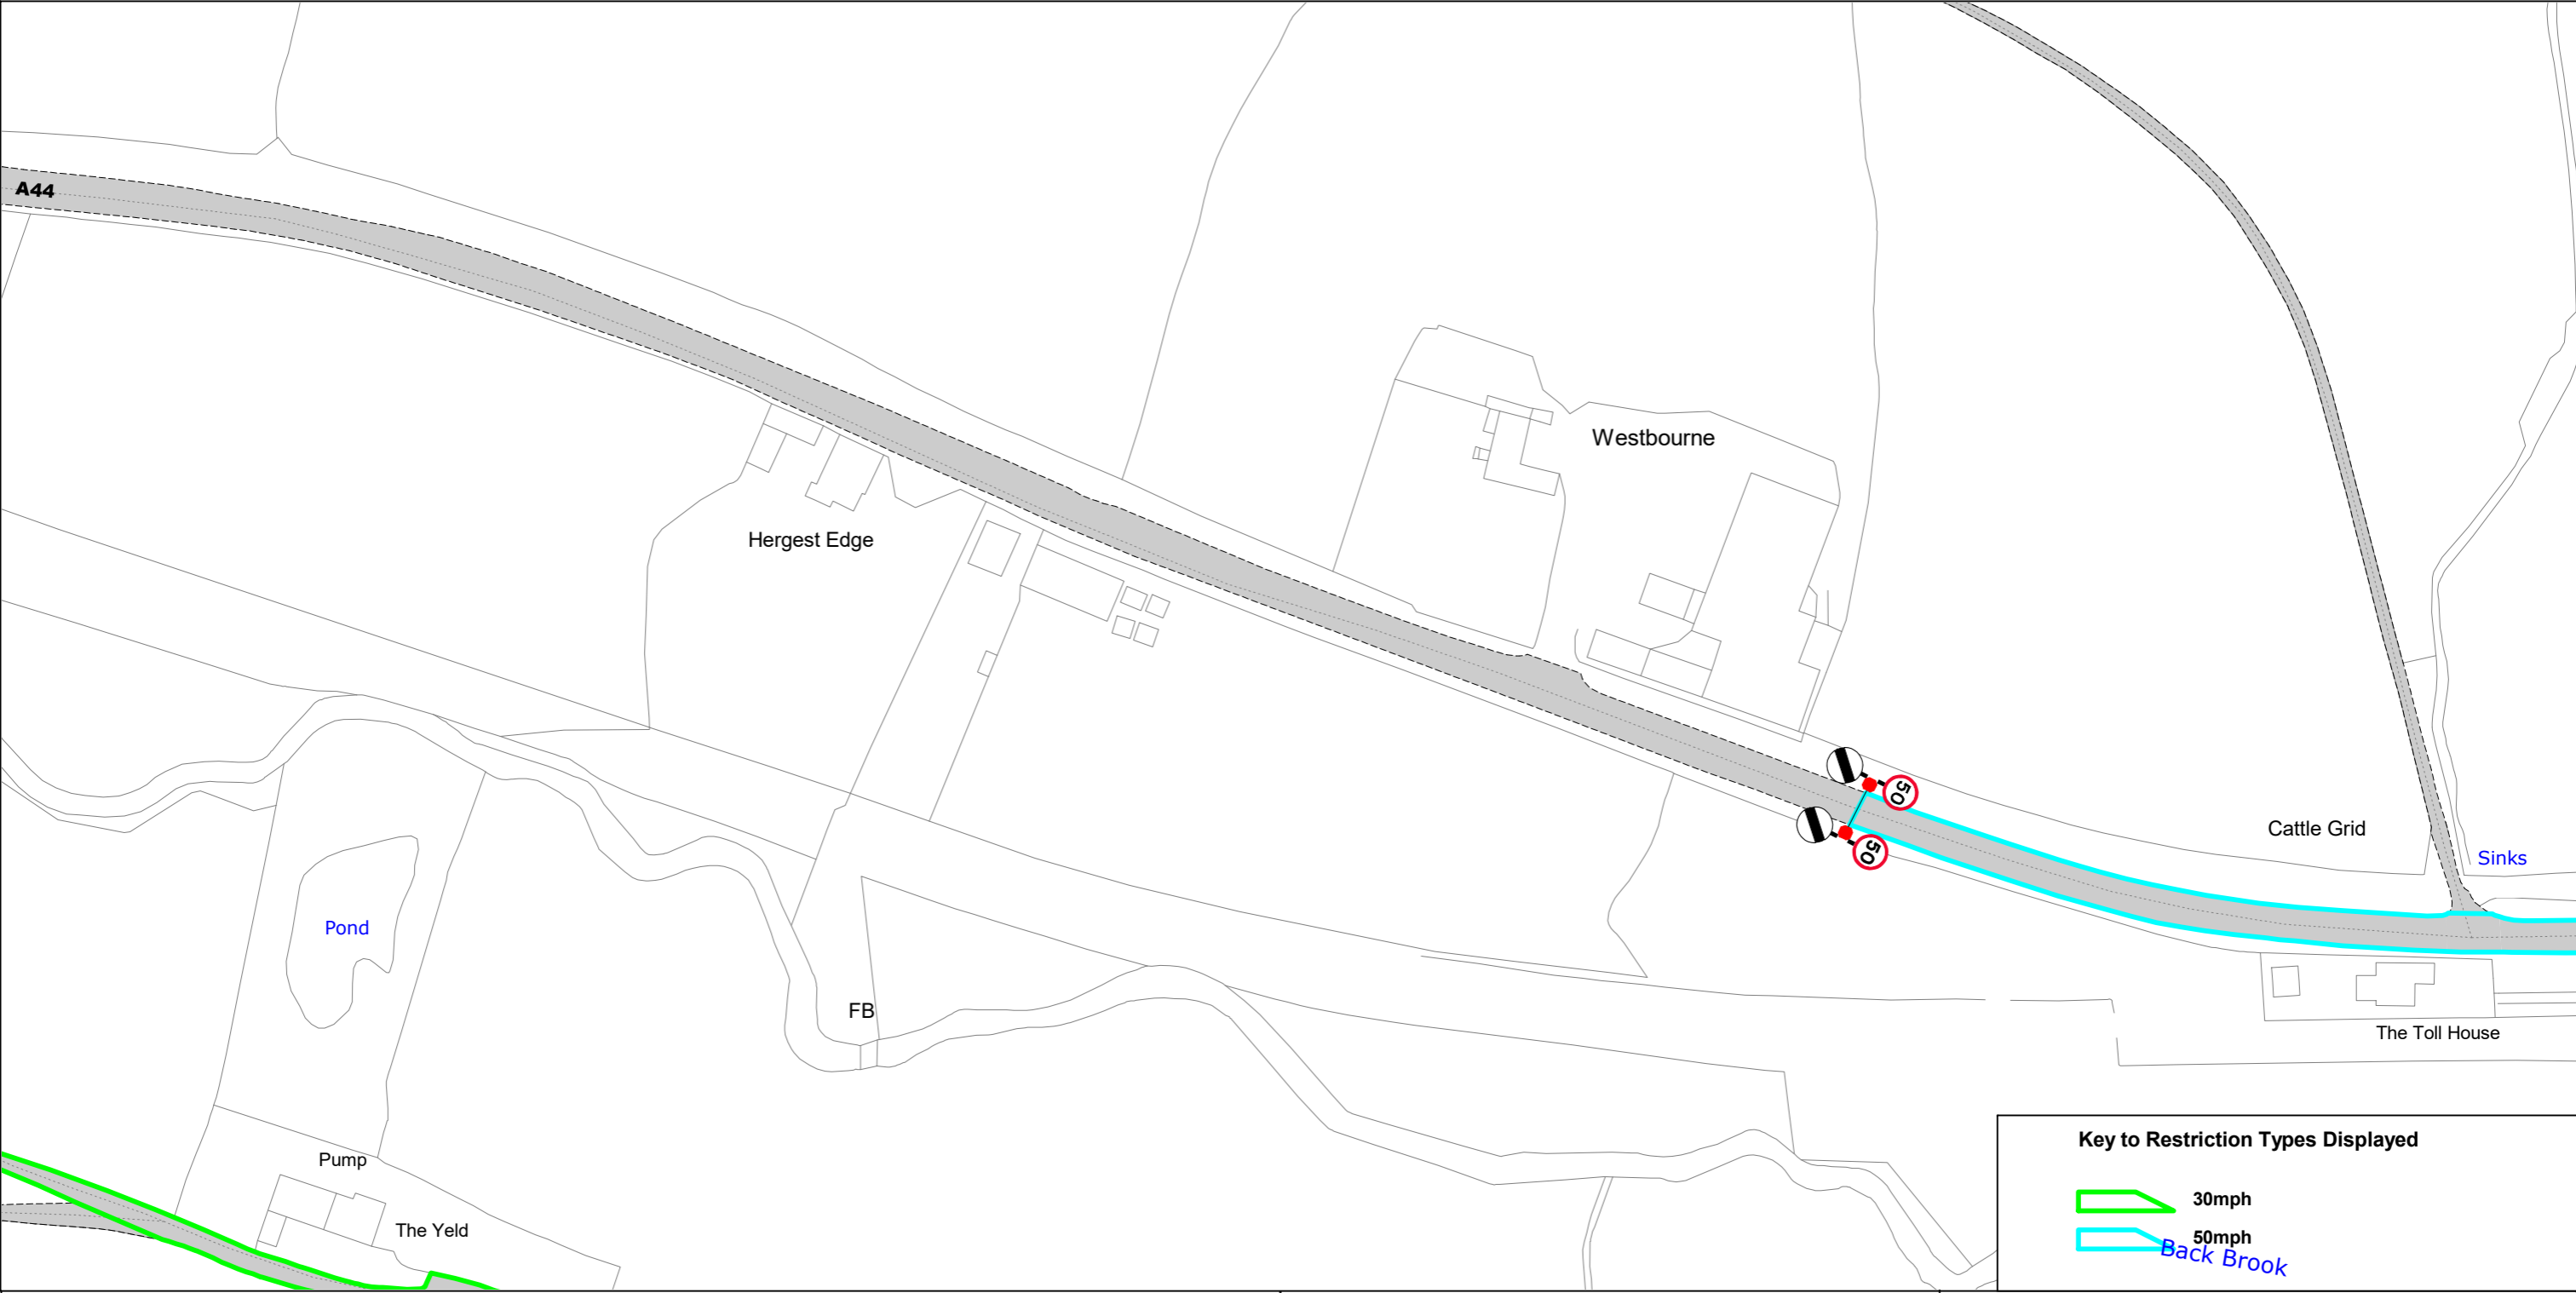 A44
Westbourne
Hergest Edge
50
50
Cattle Grid
Sinks
Pond
FB
The Toll House
Pump
The Yeld
Key to Restriction Types Displayed
30mph
50mph
Back Brook